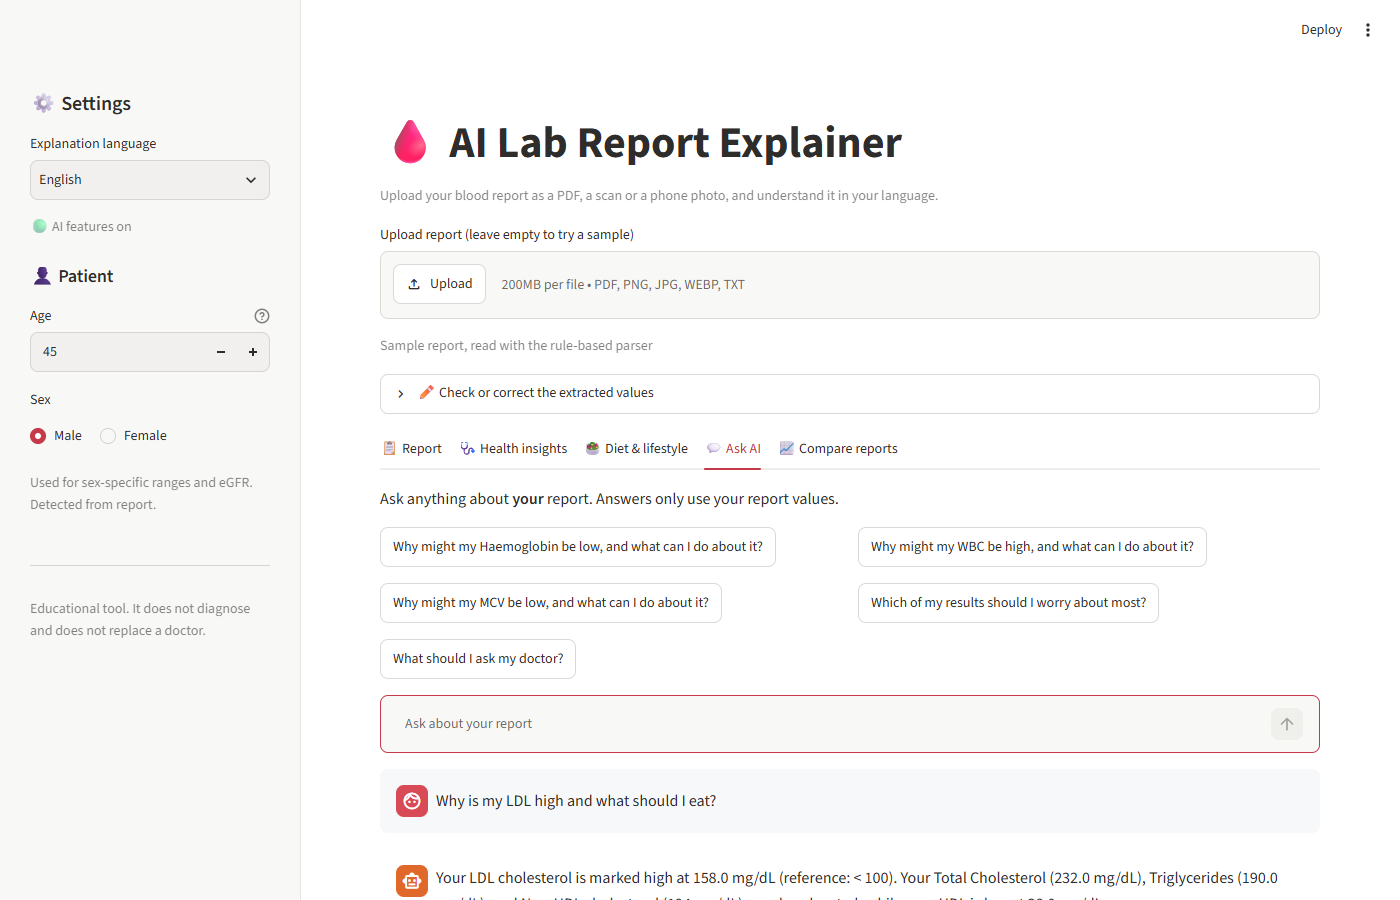 Deploy
Settings
Explanation language
English
AI features on
Patient
Age
45
Sex
Male
Female
Used for sex-specific ranges and eGFR.
Detected from report.
Educational tool. It does not diagnose
and does not replace a doctor.
AI Lab Report Explainer
Upload your blood report as a PDF, a scan or a phone photo, and understand it in your language.
Upload report (leave empty to try a sample)
Upload
200MB per file • PDF, PNG, JPG, WEBP, TXT
Sample report, read with the rule-based parser
Check or correct the extracted values
Report
Health insights
Diet & lifestyle
Ask AI
Compare reports
Ask anything about your report. Answers only use your report values.
Why might my Haemoglobin be low, and what can I do about it?
Why might my WBC be high, and what can I do about it?
Why might my MCV be low, and what can I do about it?
Which of my results should I worry about most?
What should I ask my doctor?
Ask about your report
Why is my LDL high and what should I eat?
Your LDL cholesterol is marked high at 158.0 mg/dL (reference: < 100). Your Total Cholesterol (232.0 mg/dL), Triglycerides (190.0